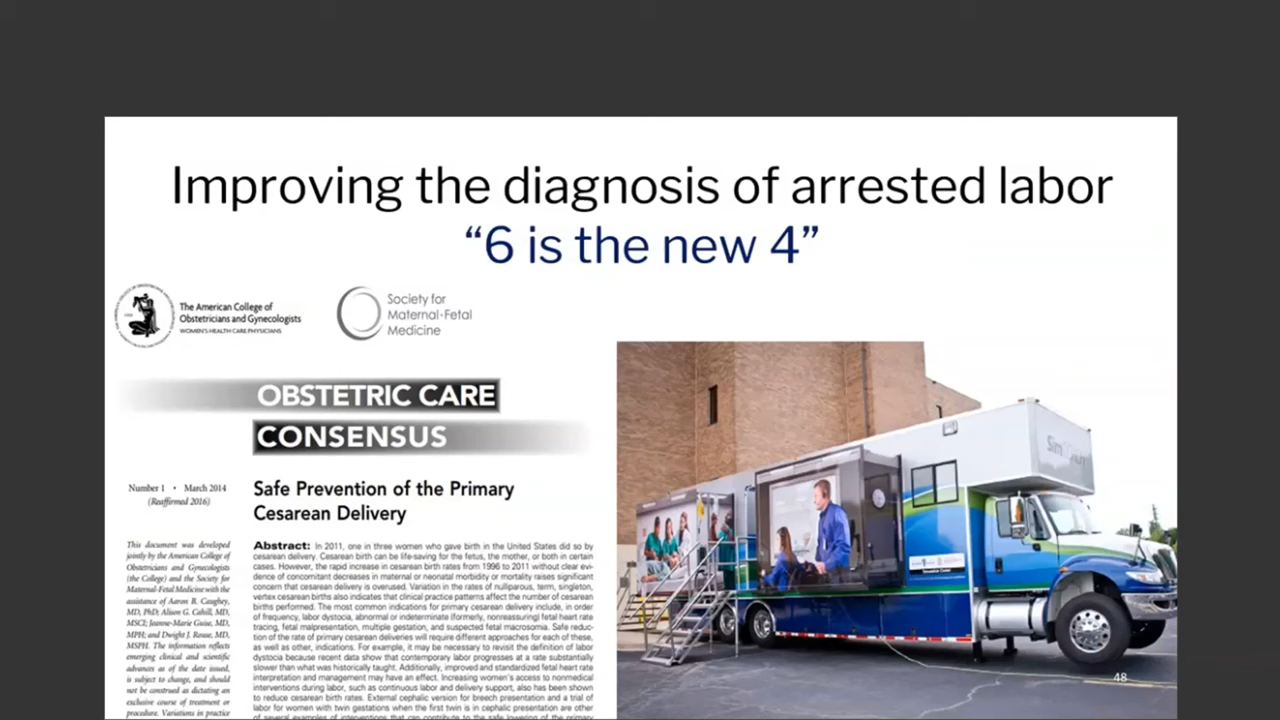 Improving the diagnosis of arrested labor
“6 is the new 4”
The American College of
Obstetricians and Gynecologists
WOMEN'S HEALTH CARE PHYSICIANS
Society for
Maternal·Fetal
Medicine
OBSTETRIC CARE
CONSENSUS
Number 1 • March 2014
(Reaffirmed 2016)
Safe Prevention of the Primary
Cesarean Delivery
This document was developed
jointly by the American College of
Obstetricians and Gynecologists
(the College) and the Society for
Maternal-Fetal Medicine with the
assistance of Aaron B. Caughey,
MD, PhD; Alison G. Cahill, MD,
MSCI; Jeanne-Marie Guise, MD,
MPH; and Dwight J. Rouse, MD,
MSPH. The information reflects
emerging clinical and scientific
advances as of the date issued,
is subject to change, and should
not be construed as dictating an
exclusive course of treatment or
procedure. Variations in practice
Abstract: In 2011, one in three women who gave birth in the United States did so by
cesarean delivery. Cesarean birth can be life-saving for the fetus, the mother, or both in certain
cases. However, the rapid increase in cesarean birth rates from 1996 to 2011 without clear evi-
dence of concomitant decreases in maternal or neonatal morbidity or mortality raises significant
concern that cesarean delivery is overused. Variation in the rates of nulliparous, term, singleton,
vertex cesarean births also indicates that clinical practice patterns affect the number of cesarean
births performed. The most common indications for primary cesarean delivery include, in order
of frequency, labor dystocia, abnormal or indeterminate (formerly, nonreassuring) fetal heart rate
tracing, fetal malpresentation, multiple gestation, and suspected fetal macrosomia. Safe reduc-
tion of the rate of primary cesarean deliveries will require different approaches for each of these,
as well as other, indications. For example, it may be necessary to revisit the definition of labor
dystocia because recent data show that contemporary labor progresses at a rate substantially
slower than what was historically taught. Additionally, improved and standardized fetal heart rate
interpretation and management may have an effect. Increasing women's access to nonmedical
interventions during labor, such as continuous labor and delivery support, also has been shown
to reduce cesarean birth rates. External cephalic version for breech presentation and a trial of
labor for women with twin gestations when the first twin is in cephalic presentation are other
of several examples of interventions that can contribute to the safe lowering of the primary
Sim
48